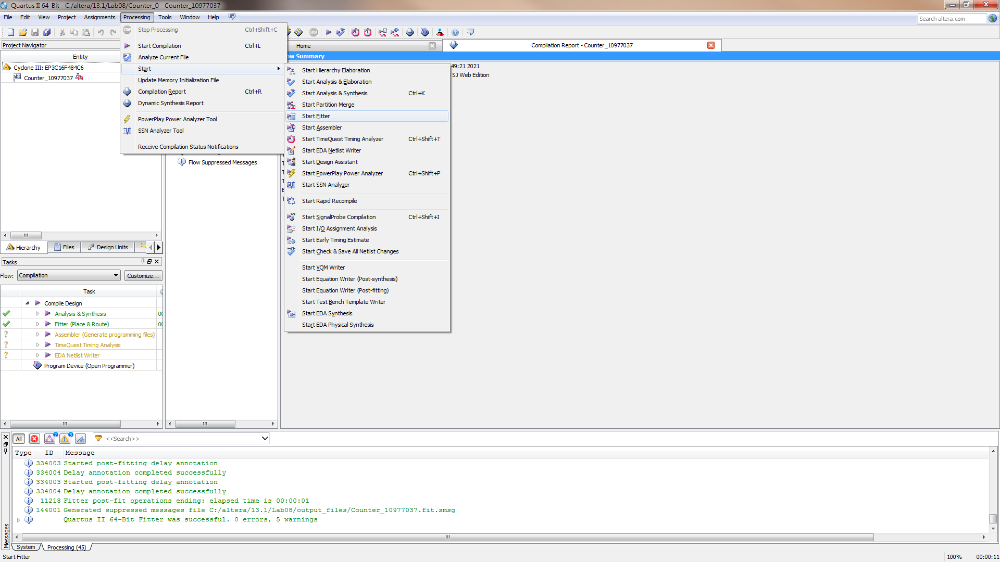 Quartus II 64-Bit - C:/altera/13.1/Lab08/Counter_0 - Counter_10977037
File Edit View Project Assignments Processing Tools Window Help
Search altera.com
Project Navigator
Entity
Cyclone III: EP3C16F484C6
abc Counter_10977037
STOP Stop Processing Ctrl+Shift+C
Start Compilation Ctrl+L
Analyze Current File
Start
Update Memory Initialization File
Compilation Report Ctrl+R
Dynamic Synthesis Report
PowerPlay Power Analyzer Tool
SSN Analyzer Tool
Receive Compilation Status Notifications
Home
Compilation Report - Counter_10977037
ow Summary
49:21 2021
SJ Web Edition
Flow Suppressed Messages
Start Hierarchy Elaboration
Start Analysis & Elaboration
Start Analysis & Synthesis Ctrl+K
Start Partition Merge
Start Fitter
Start Assembler
Start TimeQuest Timing Analyzer Ctrl+Shift+T
Start EDA Netlist Writer
Start Design Assistant
Start PowerPlay Power Analyzer Ctrl+Shift+P
Start SSN Analyzer
Start Rapid Recompile
Start SignalProbe Compilation Ctrl+Shift+I
Start I/O Assignment Analysis
Start Early Timing Estimate
Start Check & Save All Netlist Changes
Start VQM Writer
Start Equation Writer (Post-synthesis)
Start Equation Writer (Post-fitting)
Start Test Bench Template Writer
Start EDA Synthesis
Start EDA Physical Synthesis
Hierarchy Files Design Units
Tasks
Flow: Compilation Customize...
Task
Compile Design
Analysis & Synthesis 00
Fitter (Place & Route) 00
? Assembler (Generate programming files)
? TimeQuest Timing Analysis
? EDA Netlist Writer
Program Device (Open Programmer)
All 2 3 <<Search>>
Type ID Message
334003 Started post-fitting delay annotation
334004 Delay annotation completed successfully
334003 Started post-fitting delay annotation
334004 Delay annotation completed successfully
11218 Fitter post-fit operations ending: elapsed time is 00:00:01
144001 Generated suppressed messages file C:/altera/13.1/Lab08/output_files/Counter_10977037.fit.smsg
Quartus II 64-Bit Fitter was successful. 0 errors, 5 warnings
Messages
System Processing (45)
Start Fitter
100% 00:00:11